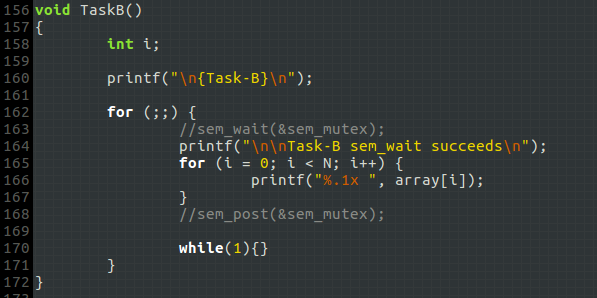 156 void TaskB()
157 {
158         int i;
159
160         printf("\n{Task-B}\n");
161
162         for (;;) {
163                 //sem_wait(&sem_mutex);
164                 printf("\n\nTask-B sem_wait succeeds\n");
165                 for (i = 0; i < N; i++) {
166                         printf("%.1x ", array[i]);
167                 }
168                 //sem_post(&sem_mutex);
169
170                 while(1){}
171         }
172 }